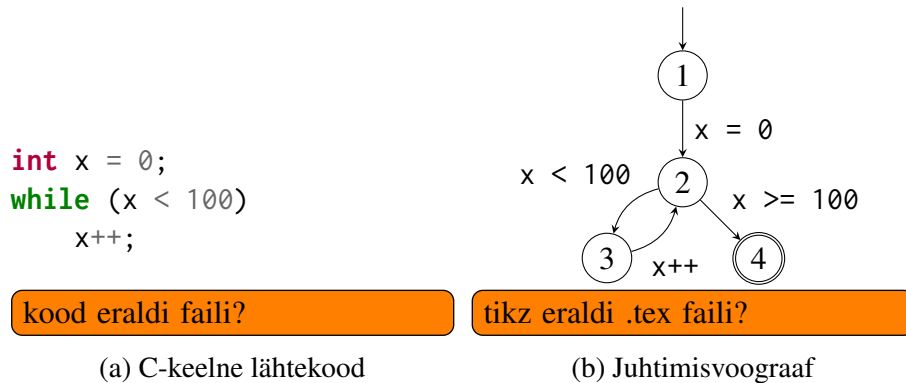 int x = 0;
while (x < 100)
    x++;
kood eraldi faili?
(a) C-keelne lähtekood
1
x = 0
x < 100
2
x >= 100
3
x++
4
tikz eraldi .tex faili?
(b) Juhtimisvoograaf